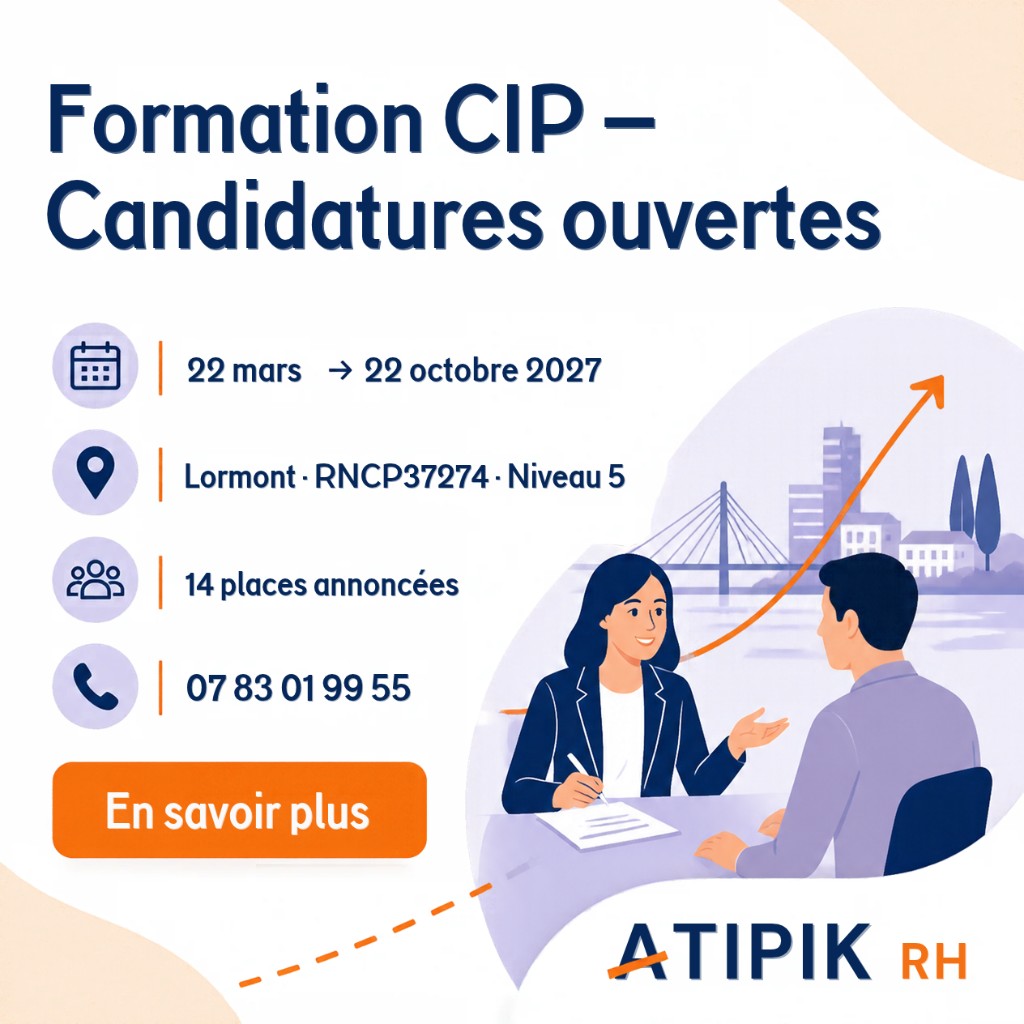 Formation CIP –
Candidatures ouvertes
22 mars → 22 octobre 2027
Lormont · RNCP37274 · Niveau 5
14 places annoncées
07 83 01 99 55
En savoir plus
ATIPIK RH